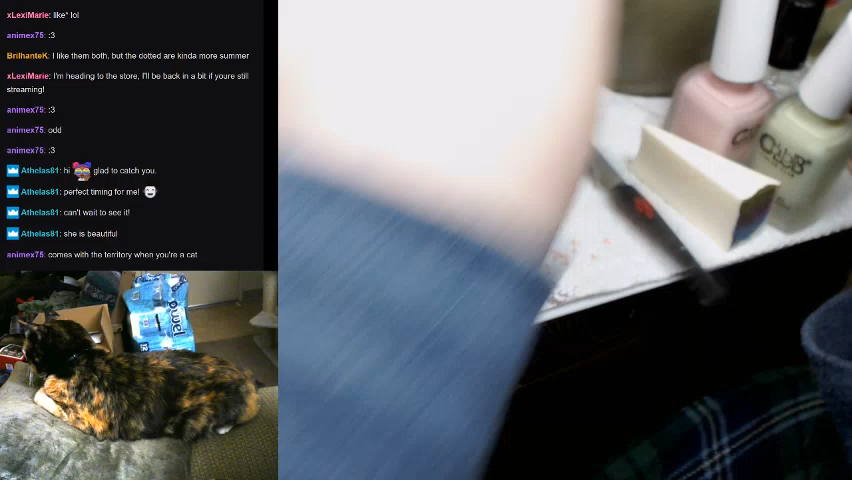 xLexiMarie: like* lol
animex75: :3
BrilhanteK: I like them both, but the dotted are kinda more summer
xLexiMarie: I'm heading to the store, I'll be back in a bit if youre still
streaming!
animex75: :3
animex75: odd
animex75: :3
Athelas81: hi glad to catch you.
Athelas81: perfect timing for me!
Athelas81: can't wait to see it!
Athelas81: she is beautiful
animex75: comes with the territory when you're a cat